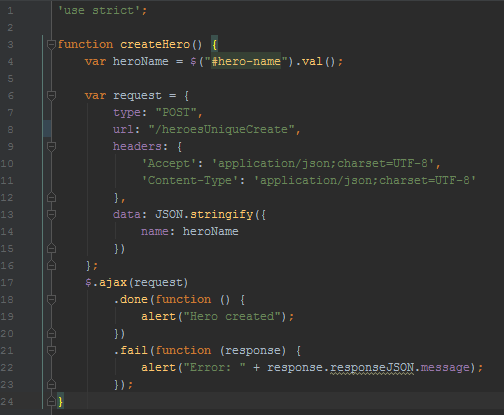 1 'use strict';
2
3 function createHero() {
4 var heroName = $("#hero-name").val();
5
6 var request = {
7 type: "POST",
8 url: "/heroesUniqueCreate",
9 headers: {
10 'Accept': 'application/json;charset=UTF-8',
11 'Content-Type': 'application/json;charset=UTF-8'
12 },
13 data: JSON.stringify({
14 name: heroName
15 })
16 };
17 $.ajax(request)
18 .done(function () {
19 alert("Hero created");
20 })
21 .fail(function (response) {
22 alert("Error: " + response.responseJSON.message);
23 });
24 }